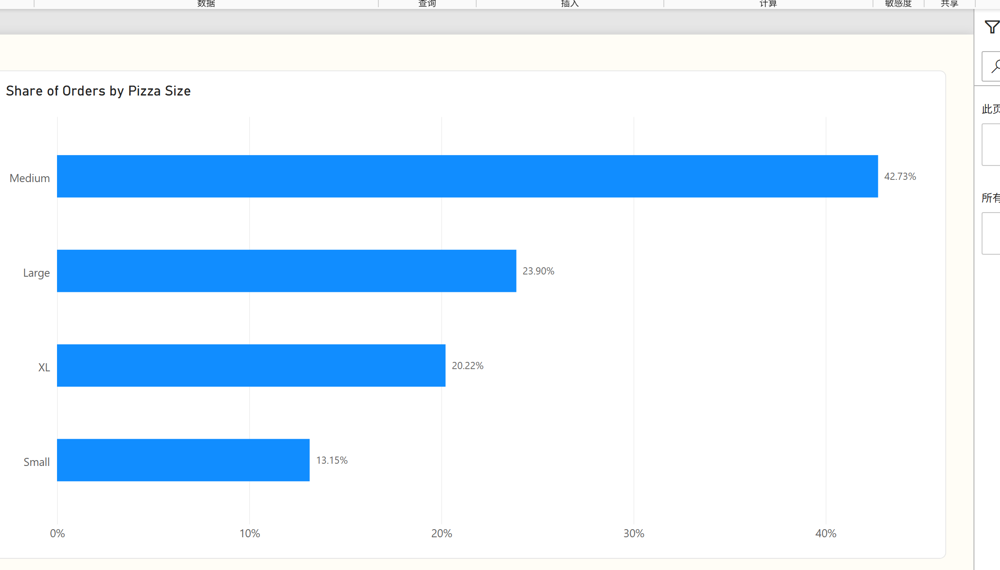 数据 查询 插入 计算 敏感度 共享
Share of Orders by Pizza Size
Medium 42.73%
Large 23.90%
XL 20.22%
Small 13.15%
0% 10% 20% 30% 40%
此页
所有